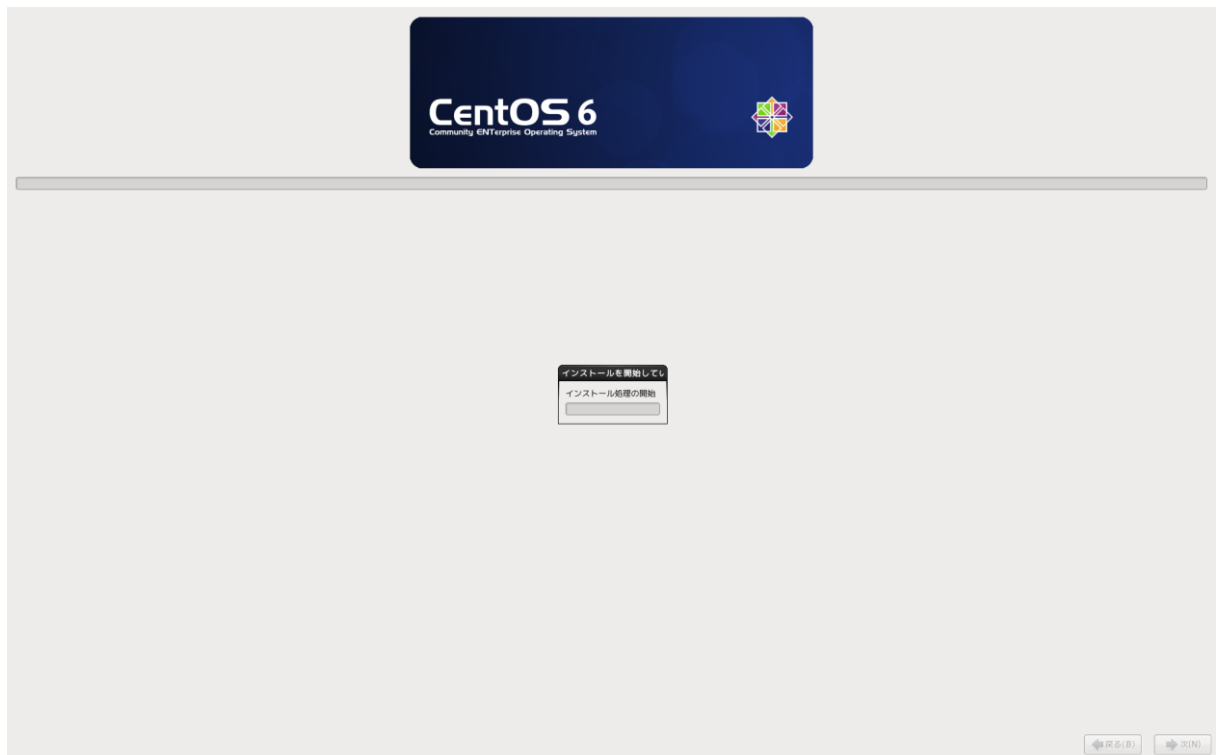 CentOS 6
Community ENTerprise Operating System
インストールを開始してい
インストール処理の開始
戻る(B)
次(N)